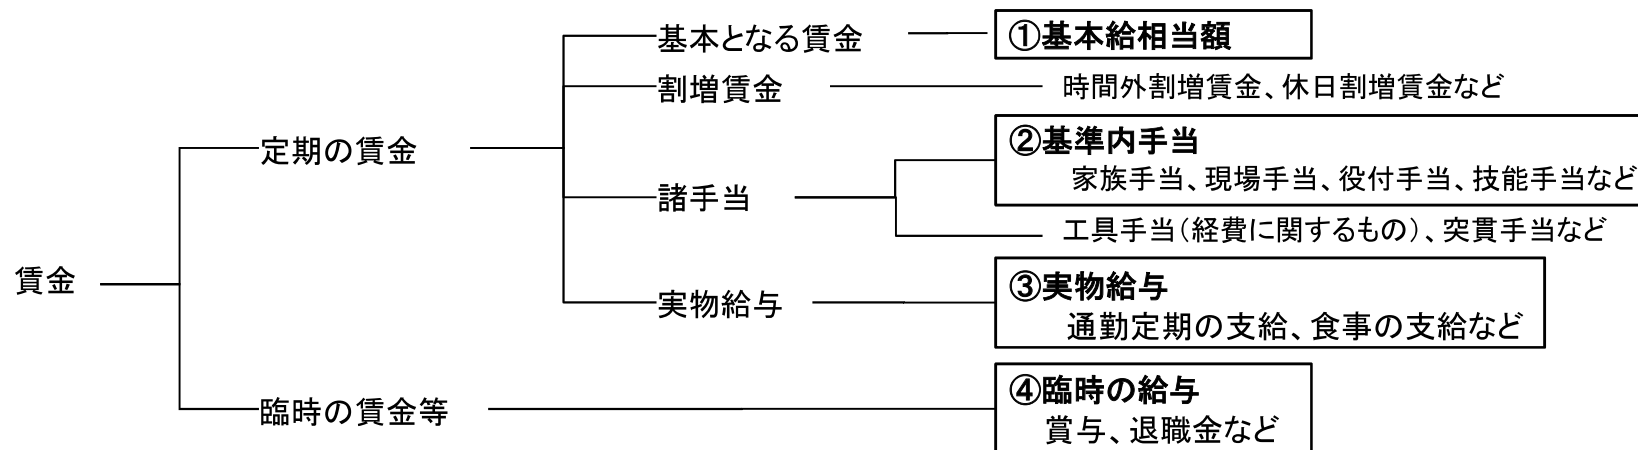 基本となる賃金
①基本給相当額
割増賃金
時間外割増賃金、休日割増賃金など
定期の賃金
②基準内手当
家族手当、現場手当、役付手当、技能手当など
諸手当
工具手当（経費に関するもの）、突貫手当など
賃金
③実物給与
実物給与
通勤定期の支給、食事の支給など
④臨時の給与
臨時の賃金等
賞与、退職金など